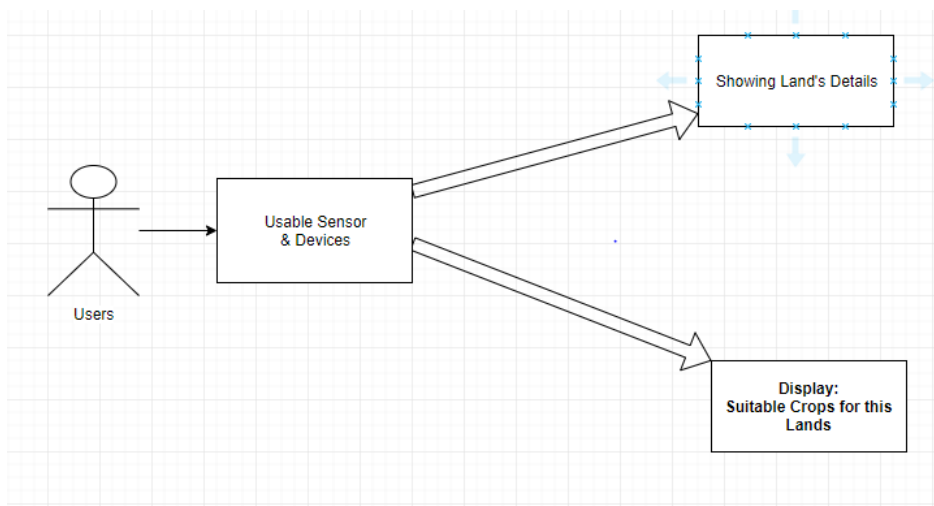 Showing Land's Details
Usable Sensor
& Devices
Users
Display:
Suitable Crops for this
Lands